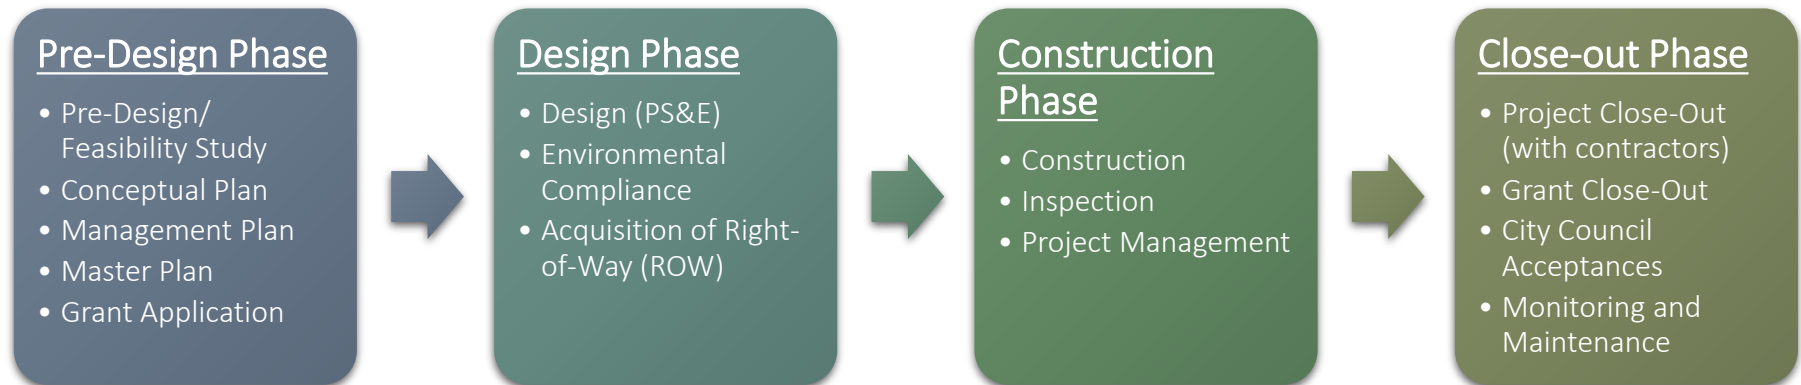 Pre-Design Phase
• Pre-Design/
Feasibility Study
• Conceptual Plan
• Management Plan
• Master Plan
• Grant Application
Design Phase
• Design (PS&E)
• Environmental
Compliance
• Acquisition of Right-
of-Way (ROW)
Construction
Phase
• Construction
• Inspection
• Project Management
Close-out Phase
• Project Close-Out
(with contractors)
• Grant Close-Out
• City Council
Acceptances
• Monitoring and
Maintenance